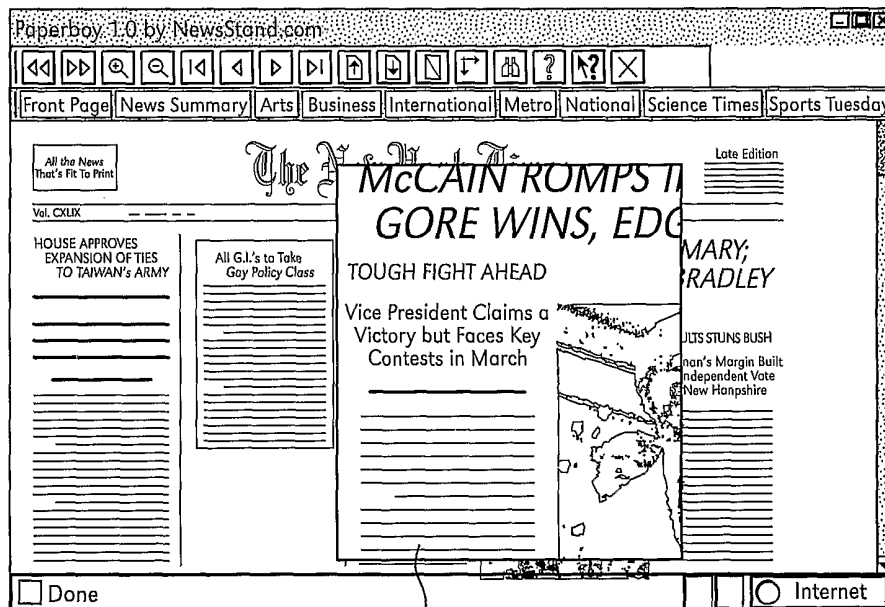 Paperboy 1.0 by NewsStand.com
Front Page News Summary Arts Business International Metro National Science Times Sports Tuesday
All the News
That's Fit To Print
The
Late Edition
Vol. CXLIX
HOUSE APPROVES
EXPANSION OF TIES
TO TAIWAN's ARMY
All G.I.'s to Take
Gay Policy Class
McCAIN ROMPS
GORE WINS, EDG
TOUGH FIGHT AHEAD
Vice President Claims a
Victory but Faces Key
Contests in March
MARY;
BRADLEY
ULTS STUNS BUSH
nan's Margin Built
ndependent Vote
New Hanpshire
Done
Internet